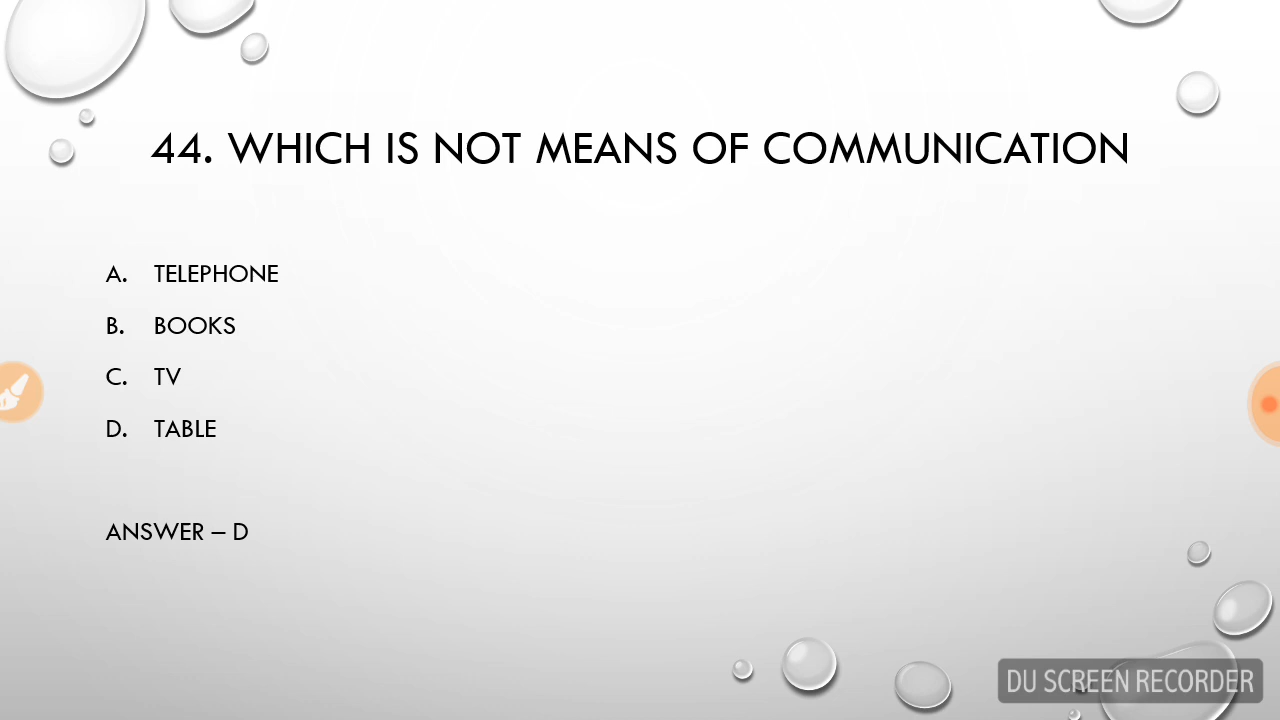 44. WHICH IS NOT MEANS OF COMMUNICATION
A. TELEPHONE
B. BOOKS
C. TV
D. TABLE
ANSWER – D
DU SCREEN RECORDER